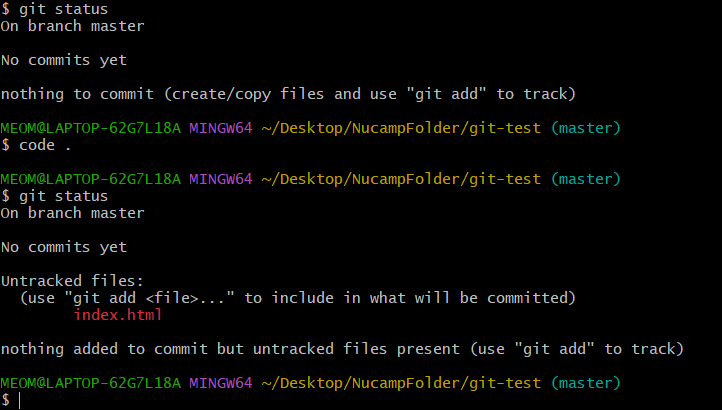 $ git status
On branch master
No commits yet
nothing to commit (create/copy files and use "git add" to track)
MEOM@LAPTOP-62G7L18A MINGW64 ~/Desktop/NucampFolder/git-test (master)
$ code .
MEOM@LAPTOP-62G7L18A MINGW64 ~/Desktop/NucampFolder/git-test (master)
$ git status
On branch master
No commits yet
Untracked files:
  (use "git add <file>..." to include in what will be committed)
        index.html
nothing added to commit but untracked files present (use "git add" to track)
MEOM@LAPTOP-62G7L18A MINGW64 ~/Desktop/NucampFolder/git-test (master)
$